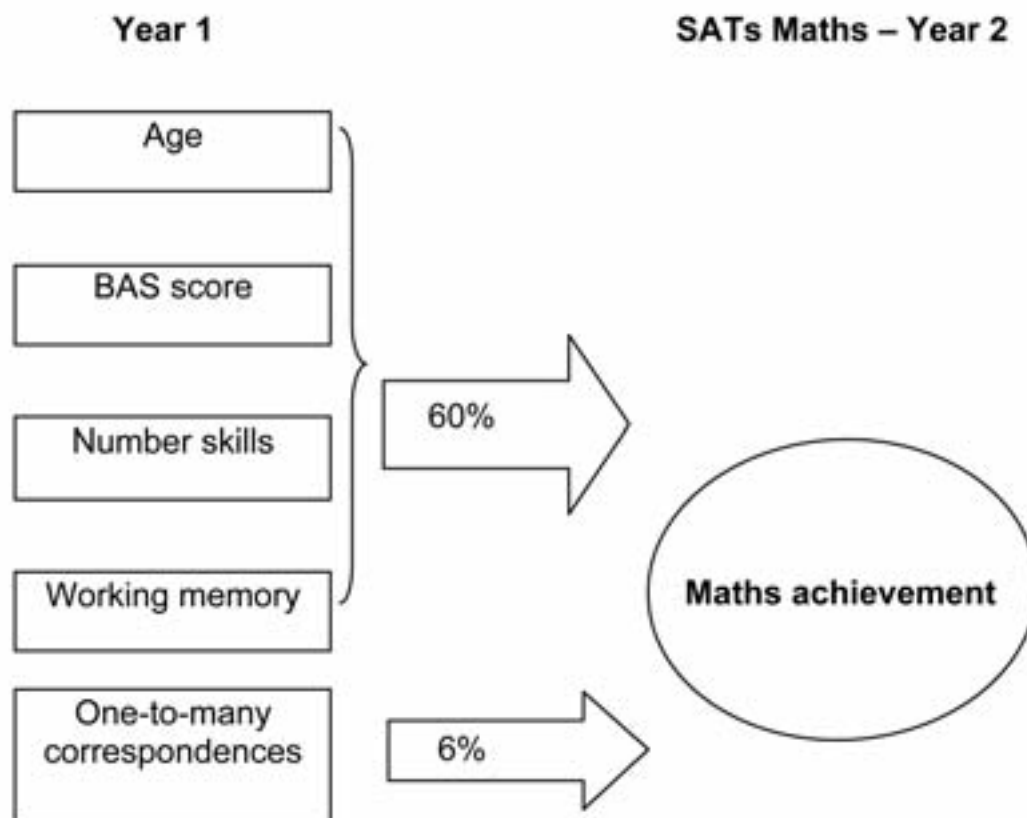 Year 1
SATs Maths – Year 2
Age
BAS score
60%
Number skills
Working memory
Maths achievement
One-to-many
correspondences
6%